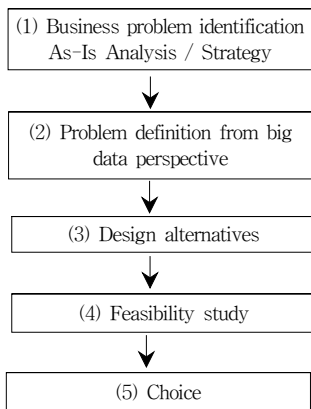 (1) Business problem identification
As-Is Analysis / Strategy
(2) Problem definition from big
data perspective
(3) Design alternatives
(4) Feasibility study
(5) Choice